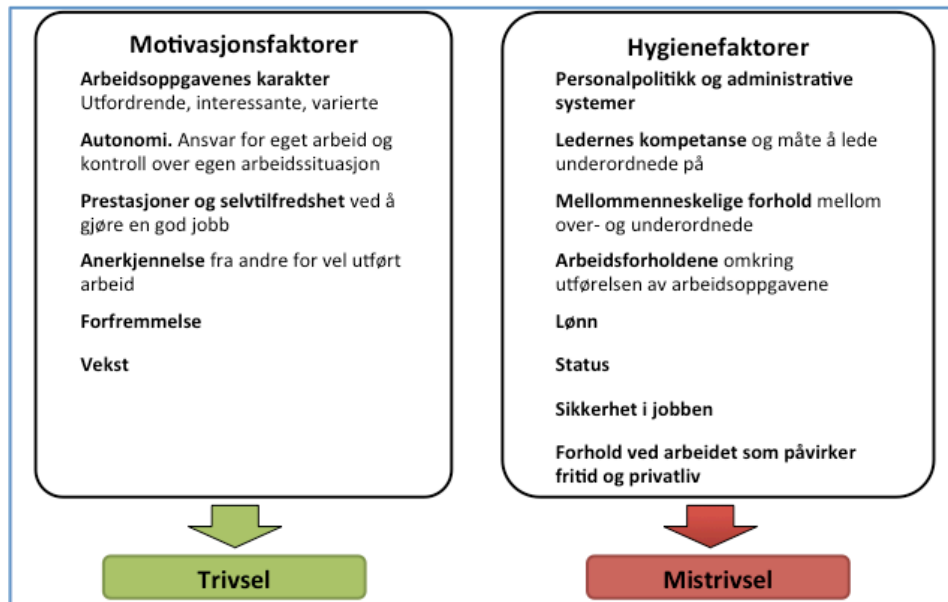 Motivasjonsfaktorer
Arbeidsoppgavenes karakter
Utfordrende, interessante, varierte
Autonomi. Ansvar for eget arbeid og
kontroll over egen arbeidssituasjon
Prestasjoner og selvtilfredshet ved å
gjøre en god jobb
Anerkjennelse fra andre for vel utført
arbeid
Forfremmelse
Vekst
Trivsel
Hygienefaktorer
Personalpolitikk og administrative
systemer
Ledernes kompetanse og måte å lede
underordnede på
Mellommenneskelige forhold mellom
over- og underordnede
Arbeidsforholdene omkring
utførelsen av arbeidsoppgavene
Lønn
Status
Sikkerhet i jobben
Forhold ved arbeidet som påvirker
fritid og privatliv
Mistrivsel